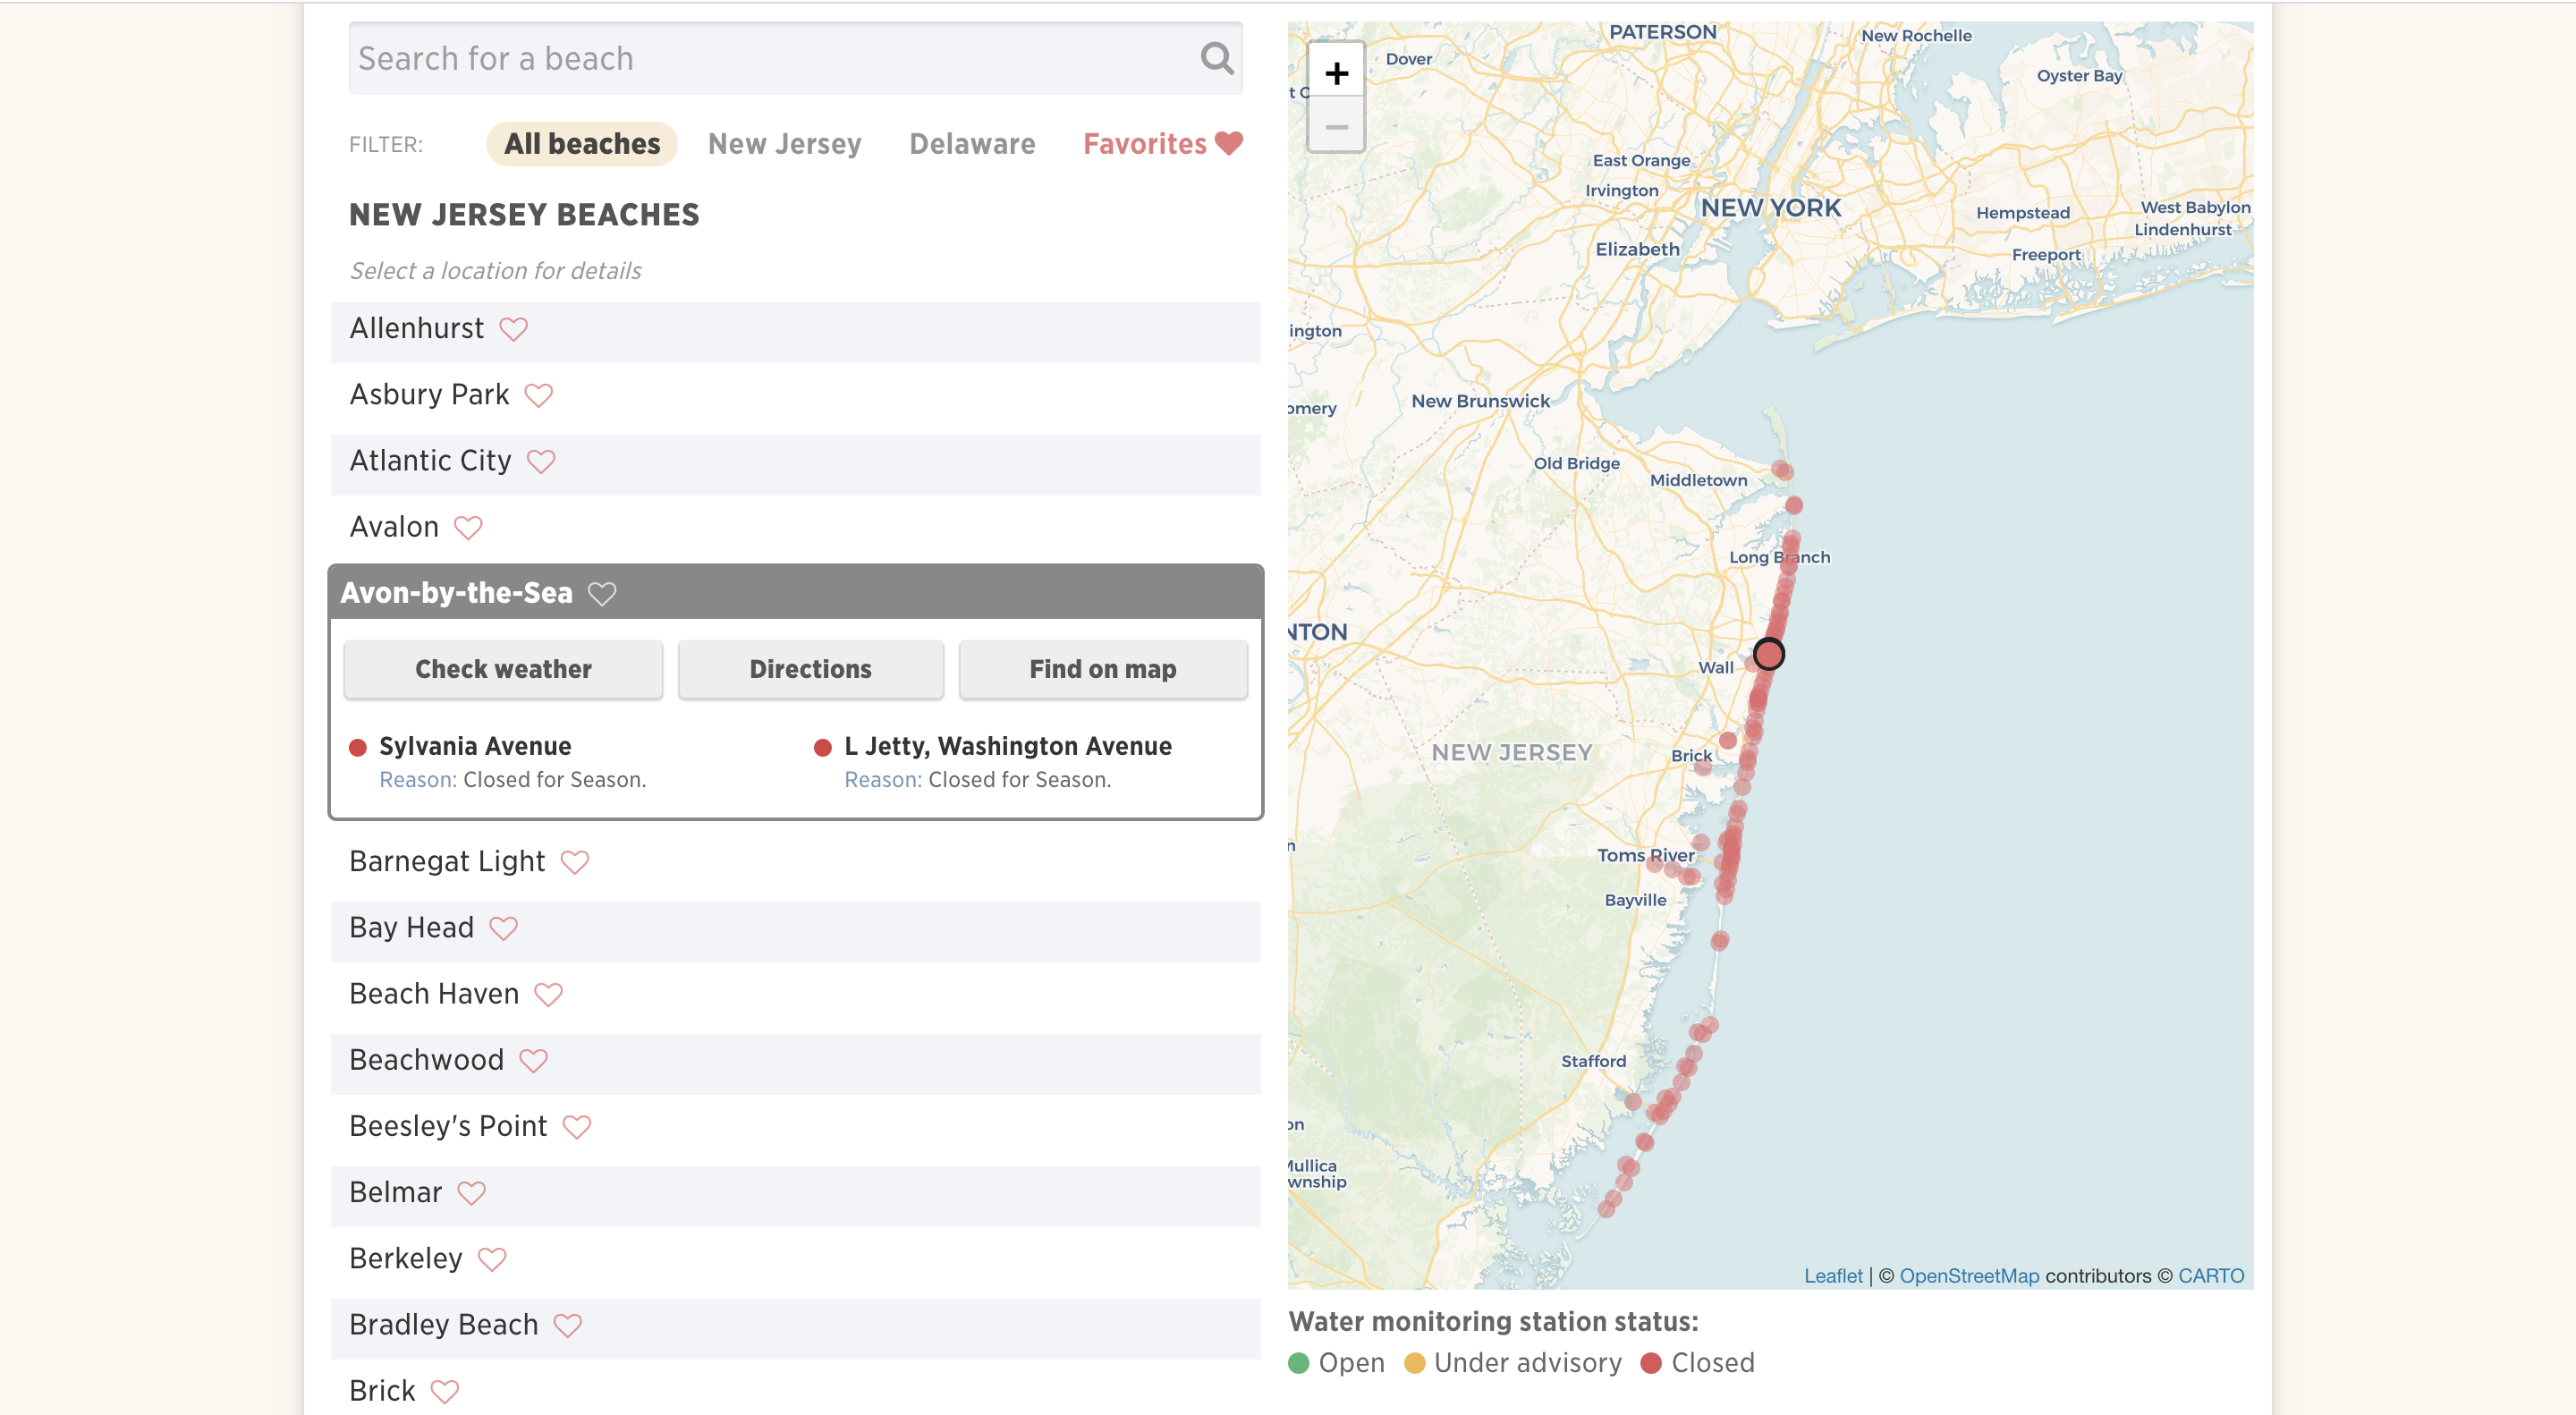 Search for a beach
FILTER: All beaches New Jersey Delaware Favorites
NEW JERSEY BEACHES
Select a location for details
Allenhurst
Asbury Park
Atlantic City
Avalon
Avon-by-the-Sea
Check weather Directions Find on map
Sylvania Avenue
Reason: Closed for Season.
L Jetty, Washington Avenue
Reason: Closed for Season.
Barnegat Light
Bay Head
Beach Haven
Beachwood
Beesley's Point
Belmar
Berkeley
Bradley Beach
Brick
+
−
PATERSON
New Rochelle
Dover
Oyster Bay
t C
East Orange
Irvington
NEW YORK
Hempstead
West Babylon
Lindenhurst
Elizabeth
Freeport
ington
New Brunswick
omery
Old Bridge
Middletown
Long Branch
NTON
Wall
NEW JERSEY
Brick
Toms River
n
Bayville
Stafford
on
Mullica
wnship
Leaflet | © OpenStreetMap contributors © CARTO
Water monitoring station status:
Open Under advisory Closed